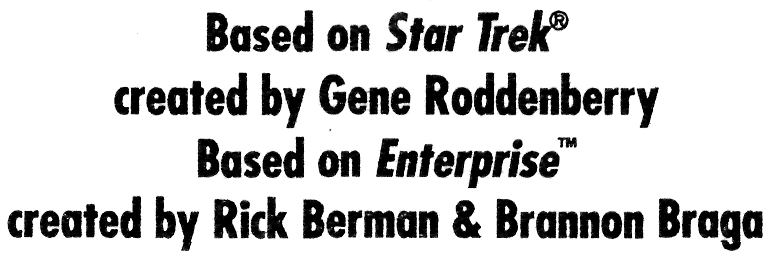 Based on Star Trek®
created by Gene Roddenberry
Based on Enterprise™
created by Rick Berman & Brannon Braga